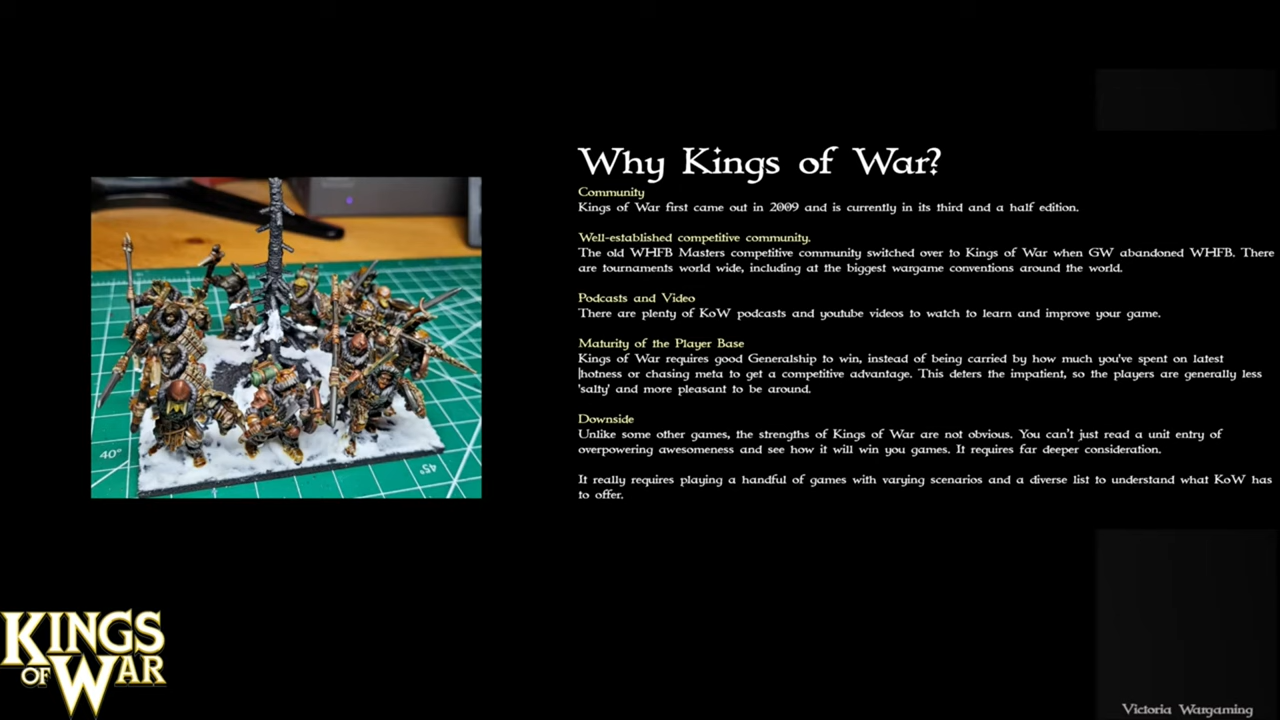 Why Kings of War?
Community
Kings of War first came out in 2009 and is currently in its third and a half edition.
Well-established competitive community.
The old WHFB Masters competitive community switched over to Kings of War when GW abandoned WHFB. There
are tournaments world wide, including at the biggest wargame conventions around the world.
Podcasts and Video
There are plenty of KoW podcasts and youtube videos to watch to learn and improve your game.
Maturity of the Player Base
Kings of War requires good Generalship to win, instead of being carried by how much you've spent on latest
hotness or chasing meta to get a competitive advantage. This deters the impatient, so the players are generally less
'salty' and more pleasant to be around.
Downside
Unlike some other games, the strengths of Kings of War are not obvious. You can't just read a unit entry of
overpowering awesomeness and see how it will win you games. It requires far deeper consideration.
It really requires playing a handful of games with varying scenarios and a diverse list to understand what KoW has
to offer.
40°
45°
KINGS
OF WAR
Victoria Wargaming